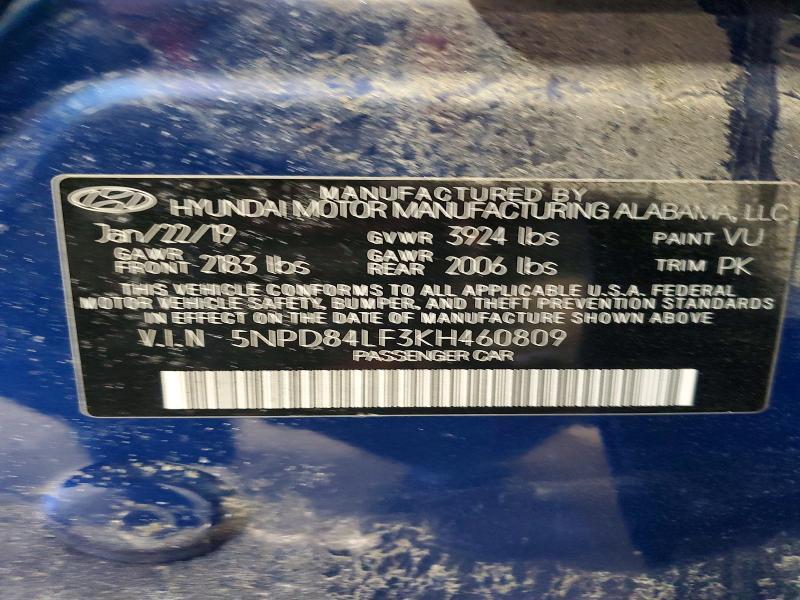 MANUFACTURED BY
HYUNDAI MOTOR MANUFACTURING ALABAMA, LLC
Jan/22/19 GVWR 3924 lbs PAINT VU
GAWR FRONT 2183 lbs GAWR REAR 2006 lbs TRIM PK
THIS VEHICLE CONFORMS TO ALL APPLICABLE U.S.A. FEDERAL
MOTOR VEHICLE SAFETY, BUMPER, AND THEFT PREVENTION STANDARDS
IN EFFECT ON THE DATE OF MANUFACTURE SHOWN ABOVE
V.I.N 5NPD84LF3KH460809
PASSENGER CAR